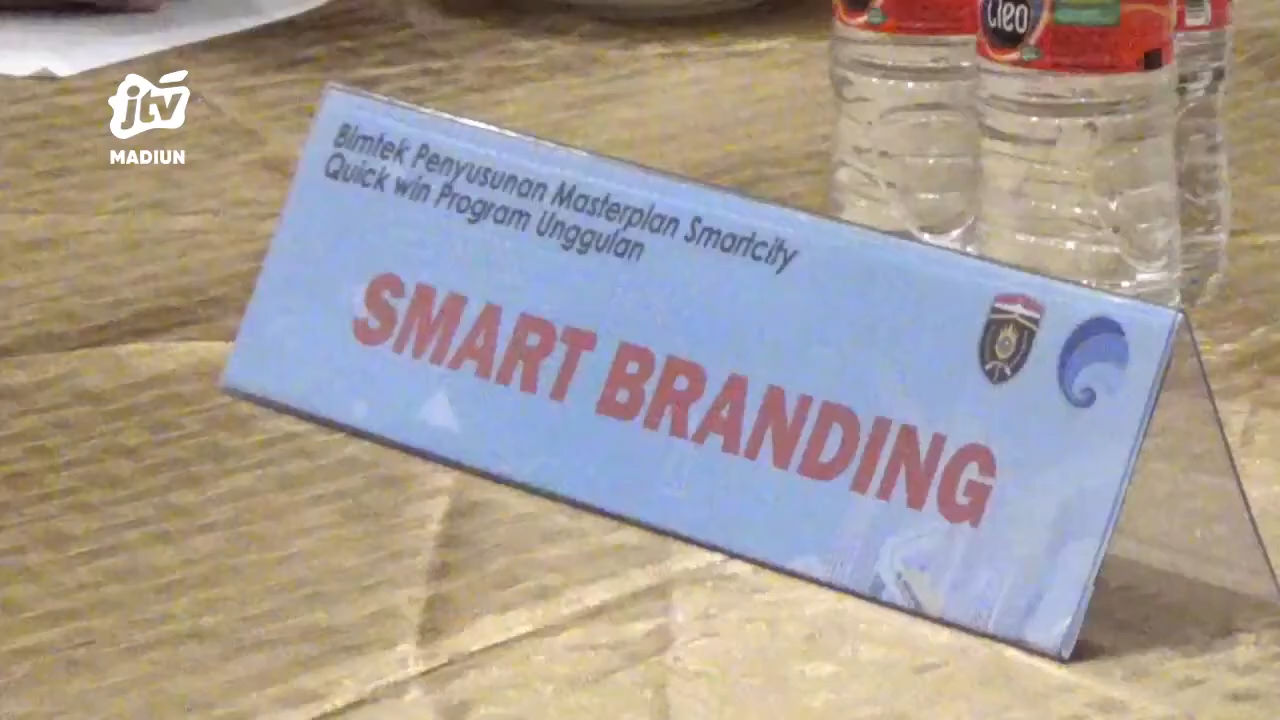 jtv
MADIUN
Cleo
Bimtek Penyusunan Masterplan Smartcity
Quick win Program Unggulan
SMART BRANDING